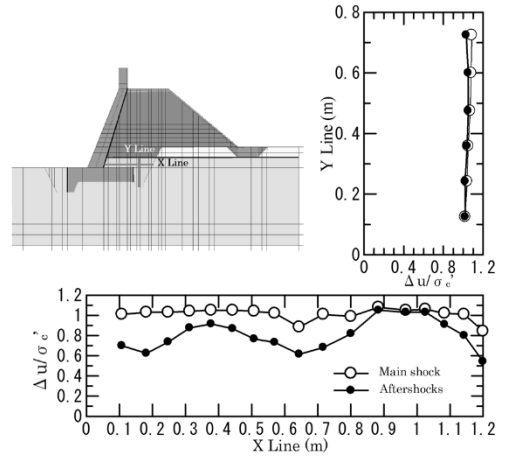 Y Line
X Line
0.8
0.6
0.4
0.2
0
Y Line (m)
0 0.4 0.8 1.2
Δu/σc'
1.2
1
0.8
0.6
0.4
0.2
0
Δu/σc'
Main shock
Aftershocks
0 0.1 0.2 0.3 0.4 0.5 0.6 0.7 0.8 0.9 1 1.1 1.2
X Line (m)